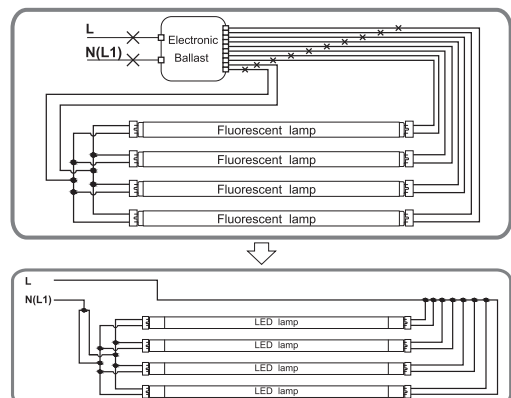 L
N(L1)
Electronic
Ballast
Fluorescent lamp
Fluorescent lamp
Fluorescent lamp
Fluorescent lamp
L
N(L1)
LED lamp
LED lamp
LED lamp
LED lamp